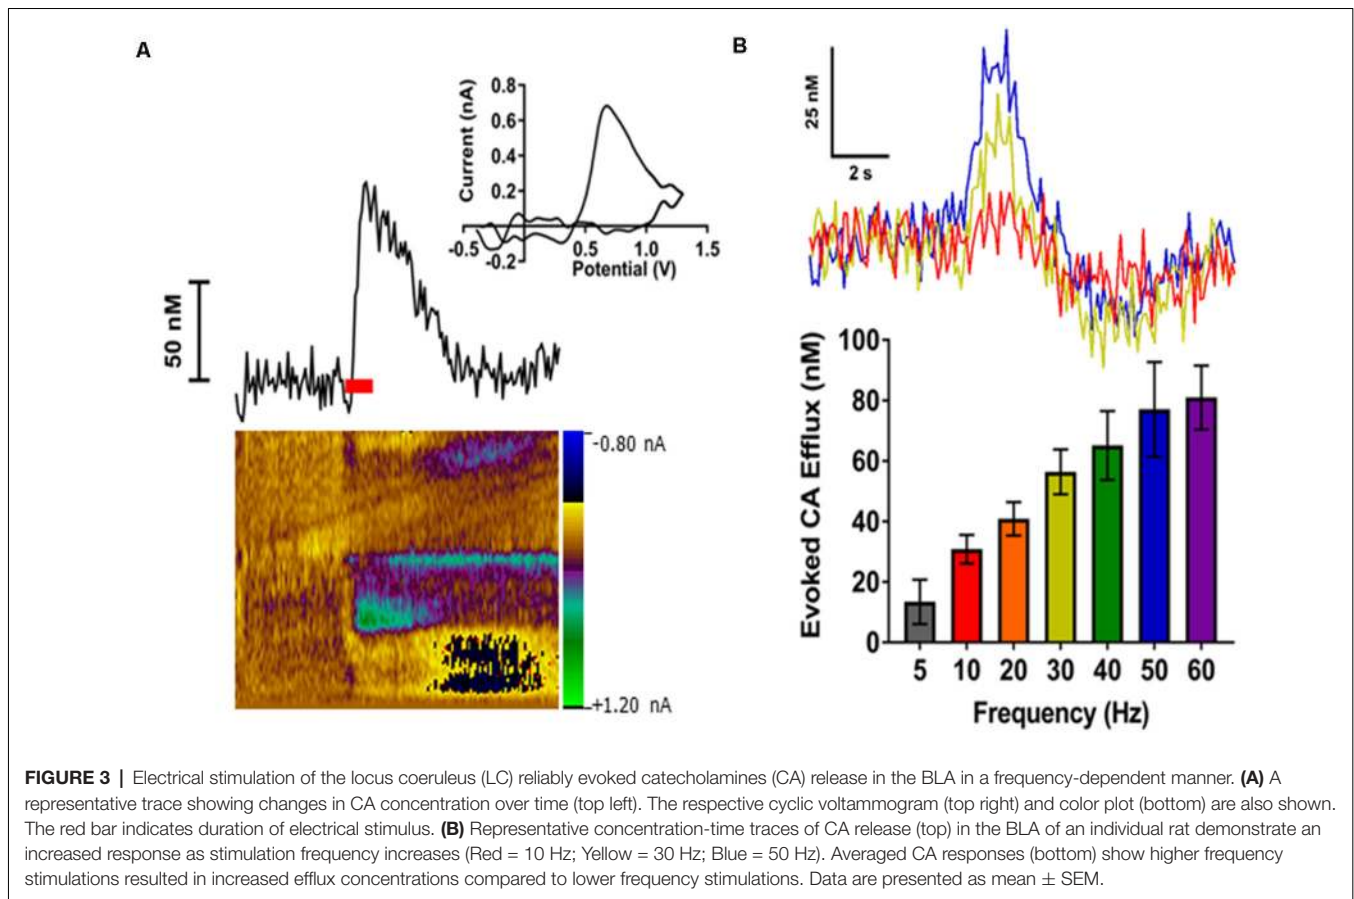 A
50 nM
Current (nA)
0.8
0.6
0.4
0.2
-0.2
-0.5
0.5
1.0
1.5
Potential (V)
-0.80 nA
+1.20 nA
B
25 nM
2 s
Evoked CA Efflux (nM)
100
80
60
40
20
0
5 10 20 30 40 50 60
Frequency (Hz)
FIGURE 3 | Electrical stimulation of the locus coeruleus (LC) reliably evoked catecholamines (CA) release in the BLA in a frequency-dependent manner. (A) A
representative trace showing changes in CA concentration over time (top left). The respective cyclic voltammogram (top right) and color plot (bottom) are also shown.
The red bar indicates duration of electrical stimulus. (B) Representative concentration-time traces of CA release (top) in the BLA of an individual rat demonstrate an
increased response as stimulation frequency increases (Red = 10 Hz; Yellow = 30 Hz; Blue = 50 Hz). Averaged CA responses (bottom) show higher frequency
stimulations resulted in increased efflux concentrations compared to lower frequency stimulations. Data are presented as mean ± SEM.